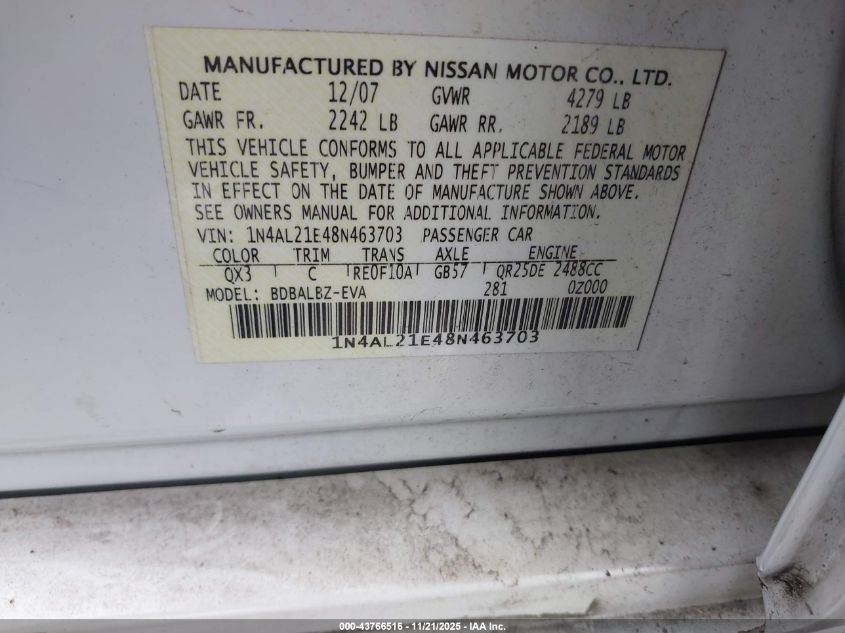 MANUFACTURED BY NISSAN MOTOR CO., LTD.
DATE 12/07 GVWR 4279 LB
GAWR FR. 2242 LB GAWR RR. 2189 LB
THIS VEHICLE CONFORMS TO ALL APPLICABLE FEDERAL MOTOR
VEHICLE SAFETY, BUMPER AND THEFT PREVENTION STANDARDS
IN EFFECT ON THE DATE OF MANUFACTURE SHOWN ABOVE.
SEE OWNERS MANUAL FOR ADDITIONAL INFORMATION.
VIN: 1N4AL21E48N463703 PASSENGER CAR
COLOR TRIM TRANS AXLE ENGINE
QX3 C RE0F10A GB57 QR25DE 2488CC
MODEL: BDBALBZ-EVA 281 0Z000
1N4AL21E48N463703
000-43766516 - 11/21/2025 - IAA Inc.